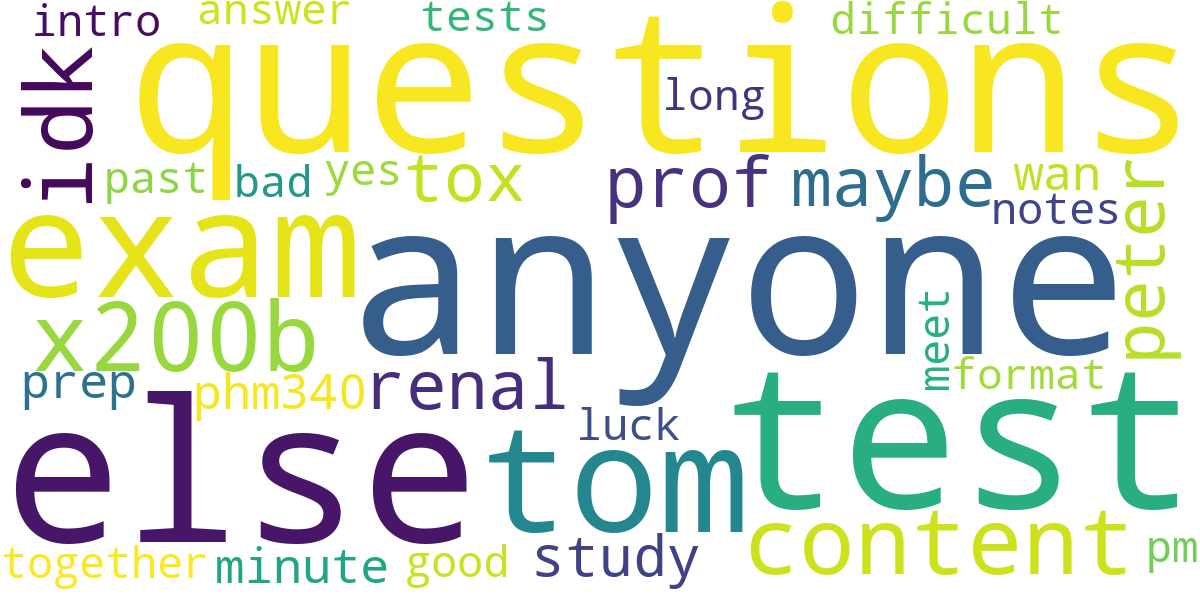 intro
answer
tests
difficult
questions
idk
long
past
bad
yes
tox
prof
maybe
wan
notes
peter
exam
anyone
x200b
meet
format
prep
phm340
renal
test
else
luck
tom
content
together
minute
good
study
pm